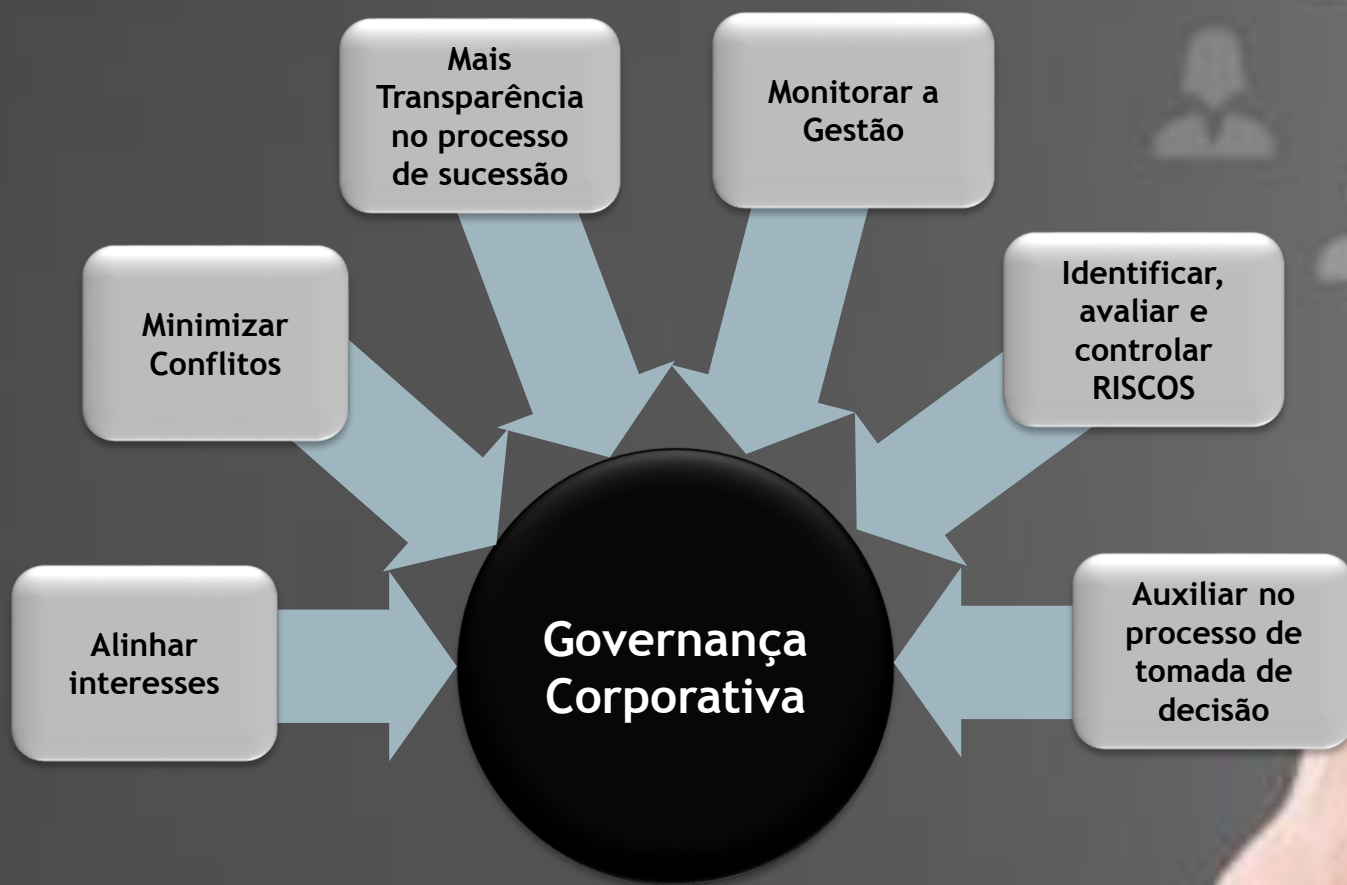 Mais
Transparência
no processo
de sucessão
Monitorar a
Gestão
Minimizar
Conflitos
Identificar,
avaliar e
controlar
RISCOS
Alinhar
interesses
Governança
Corporativa
Auxiliar no
processo de
tomada de
decisão